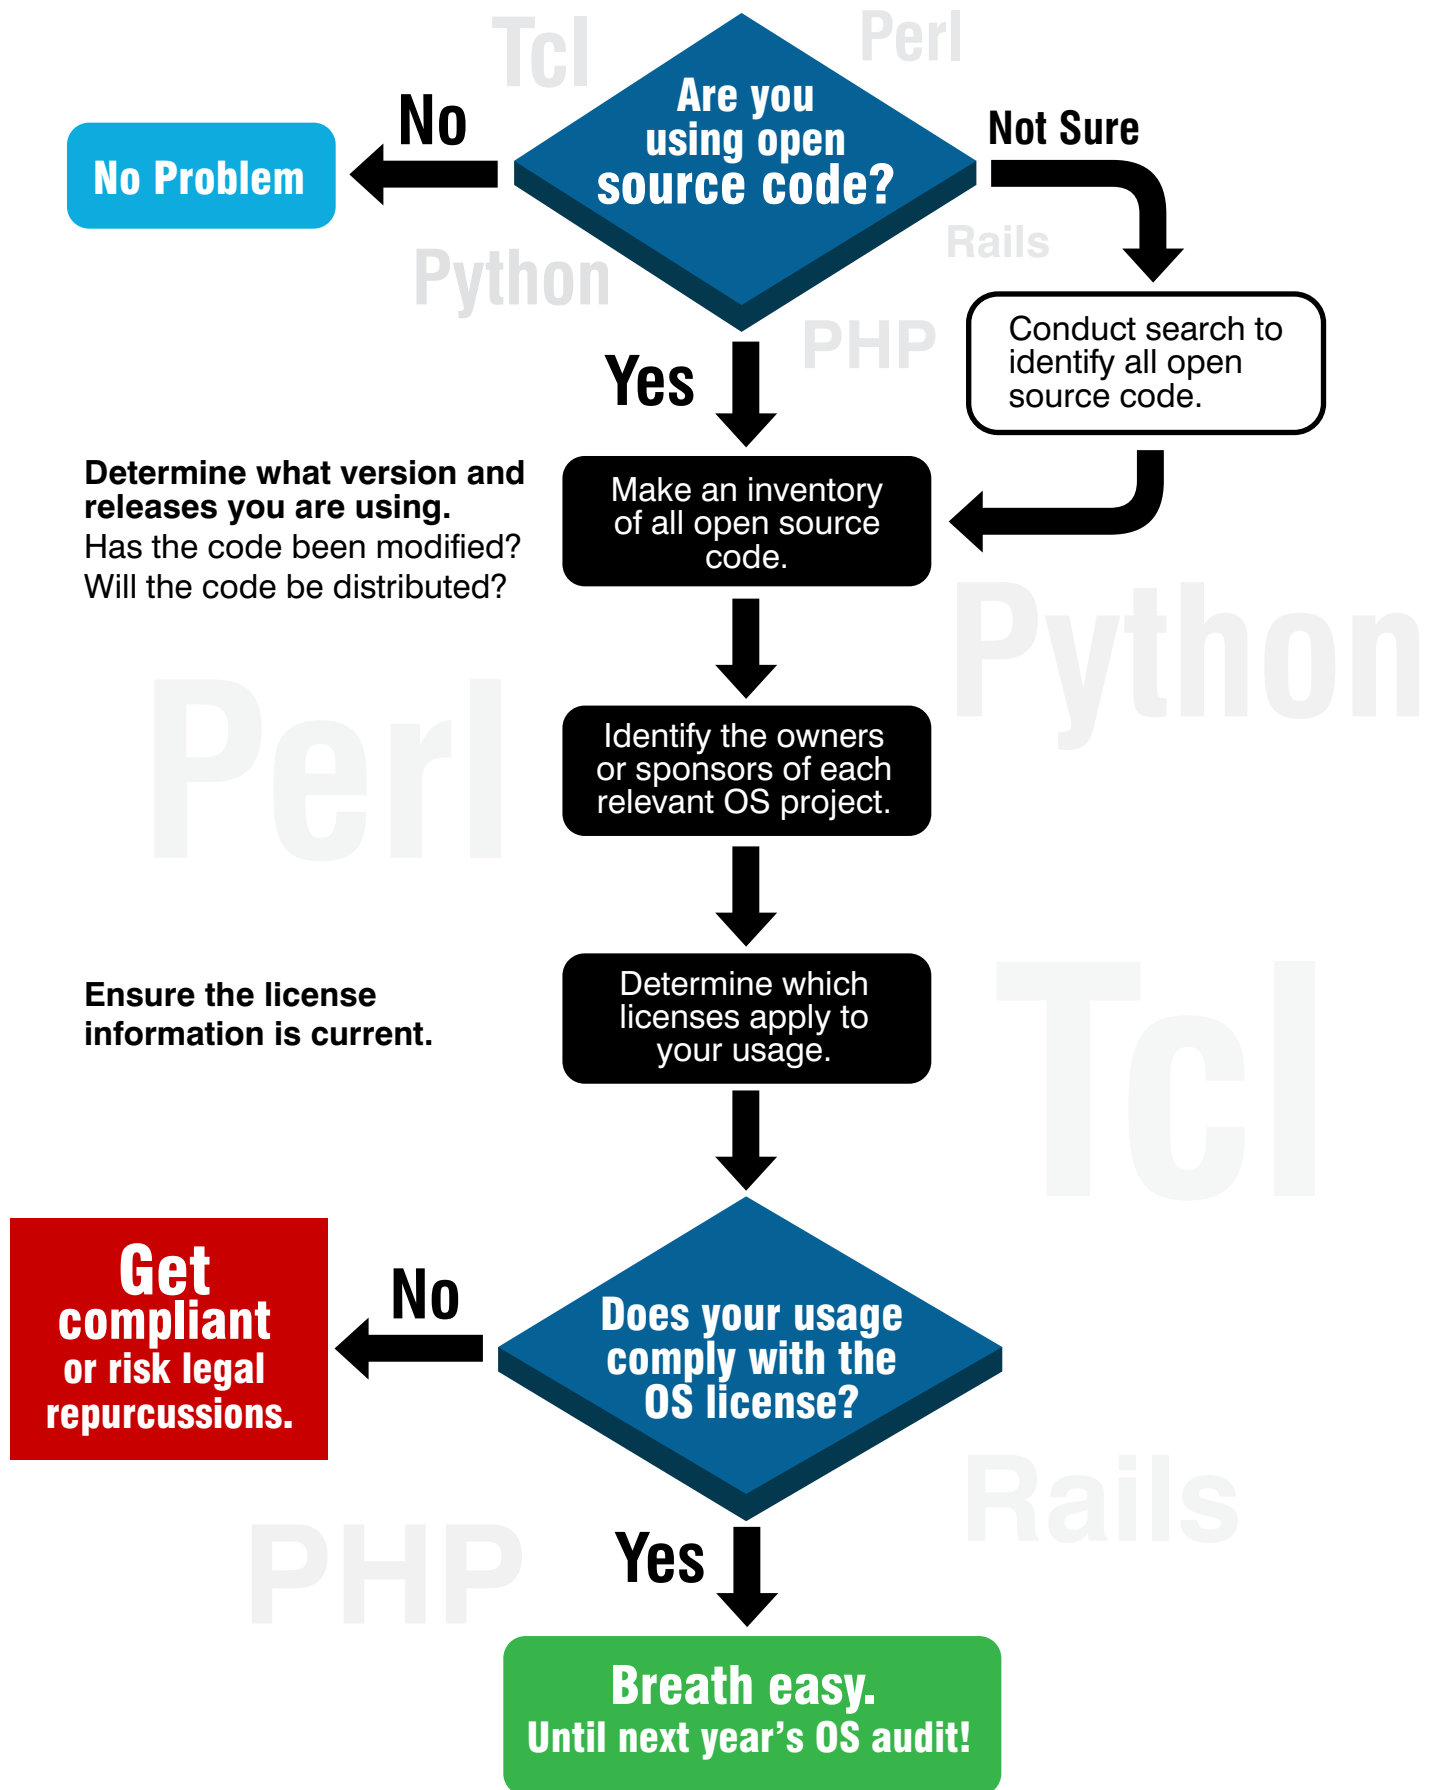 Tcl
Perl
Are you
using open
source code?
No
Not Sure
No Problem
Python
Rails
PHP
Conduct search to
identify all open
source code.
Yes
Determine what version and
releases you are using.
Has the code been modified?
Will the code be distributed?
Make an inventory
of all open source
code.
Python
Perl
Identify the owners
or sponsors of each
relevant OS project.
Ensure the license
information is current.
Determine which
licenses apply to
your usage.
Tcl
Get
compliant
or risk legal
repurcussions.
No
Does your usage
comply with the
OS license?
Rails
PHP
Yes
Breath easy.
Until next year's OS audit!